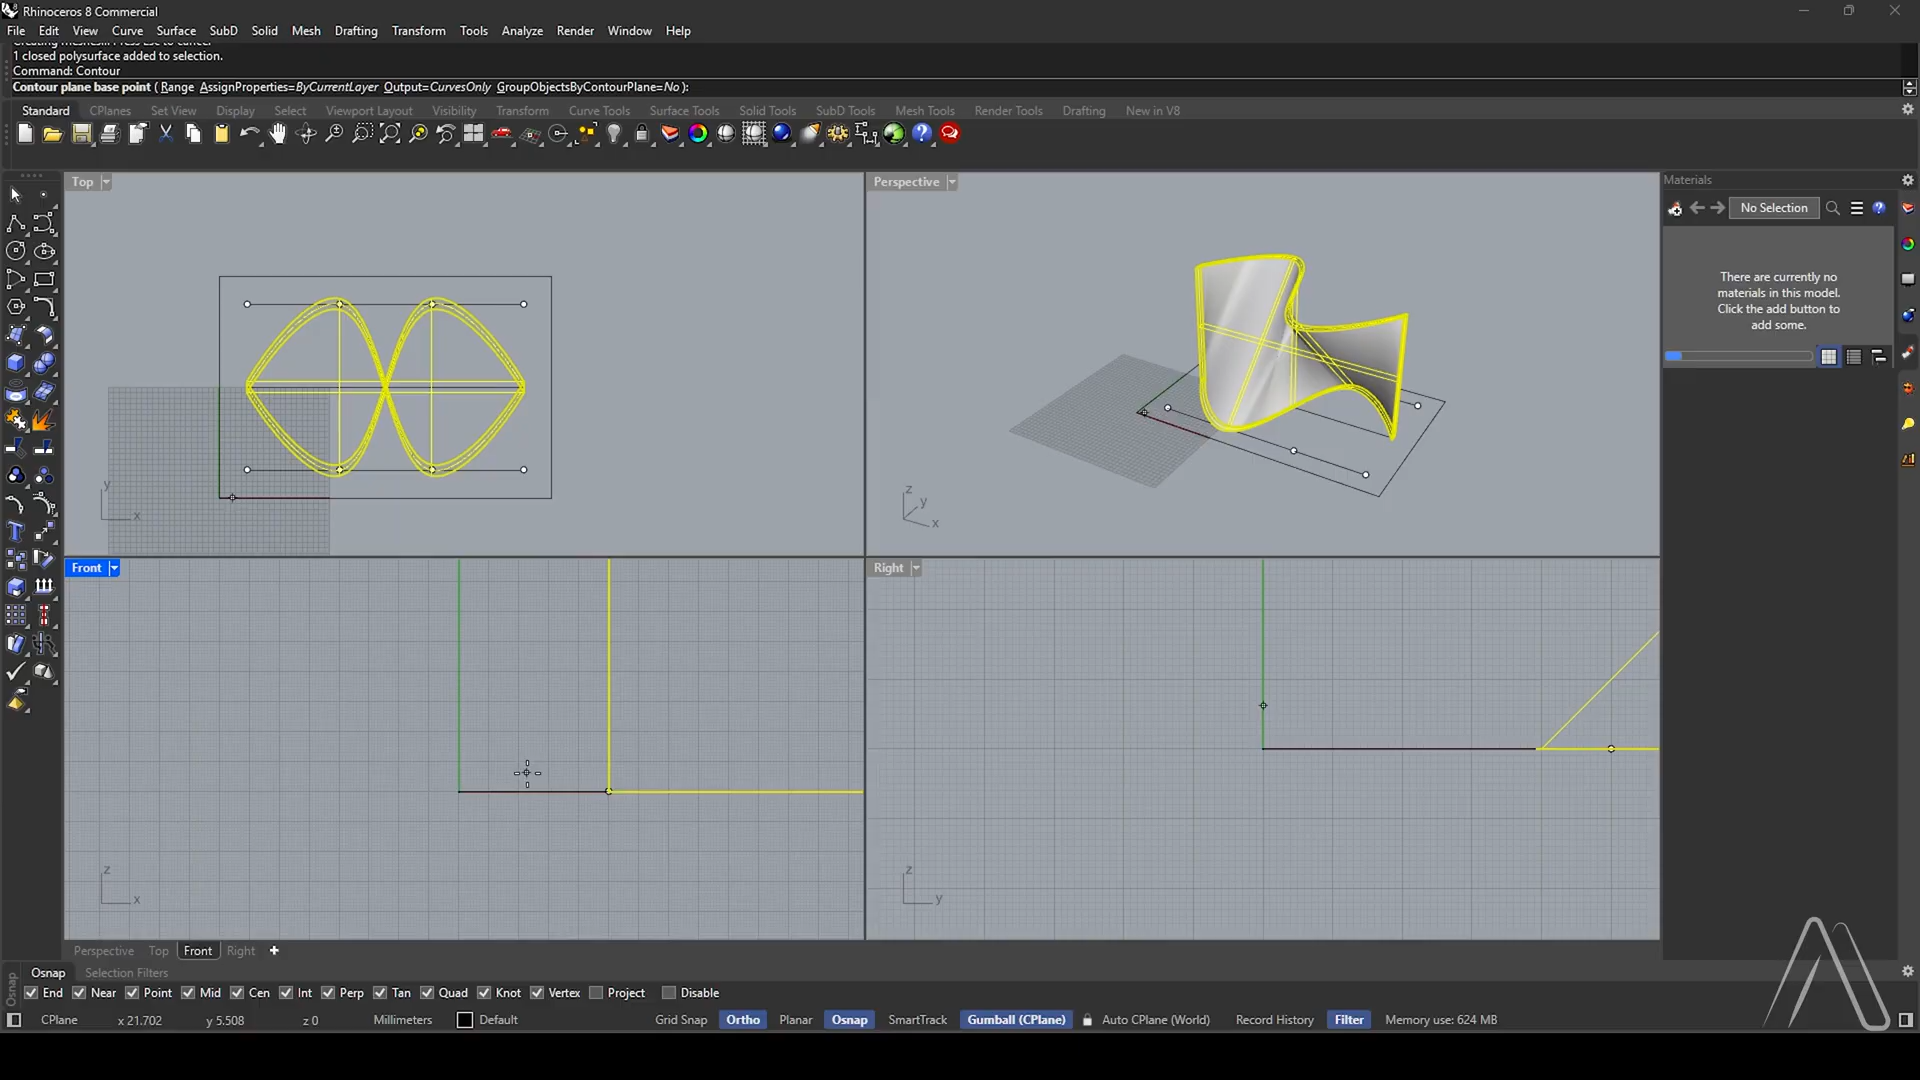 Rhinoceros 8 Commercial
File Edit View Curve Surface SubD Solid Mesh Drafting Transform Tools Analyze Render Window Help
1 closed polysurface added to selection.
Command: Contour
Contour plane base point ( Range AssignProperties=ByCurrentLayer Output=CurvesOnly GroupObjectsByContourPlane=No ):
Standard CPlanes Set View Display Select Viewport Layout Visibility Transform Curve Tools Surface Tools Solid Tools SubD Tools Mesh Tools Render Tools Drafting New in V8
Top
Perspective
Materials
No Selection
There are currently no
materials in this model.
Click the add button to
add some.
y
x
z
y
x
Front
Right
z
x
z
y
Perspective Top Front Right
Osnap Selection Filters
Osnap
End Near Point Mid Cen Int Perp Tan Quad Knot Vertex Project Disable
CPlane x 21.702 y 5.508 z 0 Millimeters Default Grid Snap Ortho Planar Osnap SmartTrack Gumball (CPlane) Auto CPlane (World) Record History Filter Memory use: 624 MB